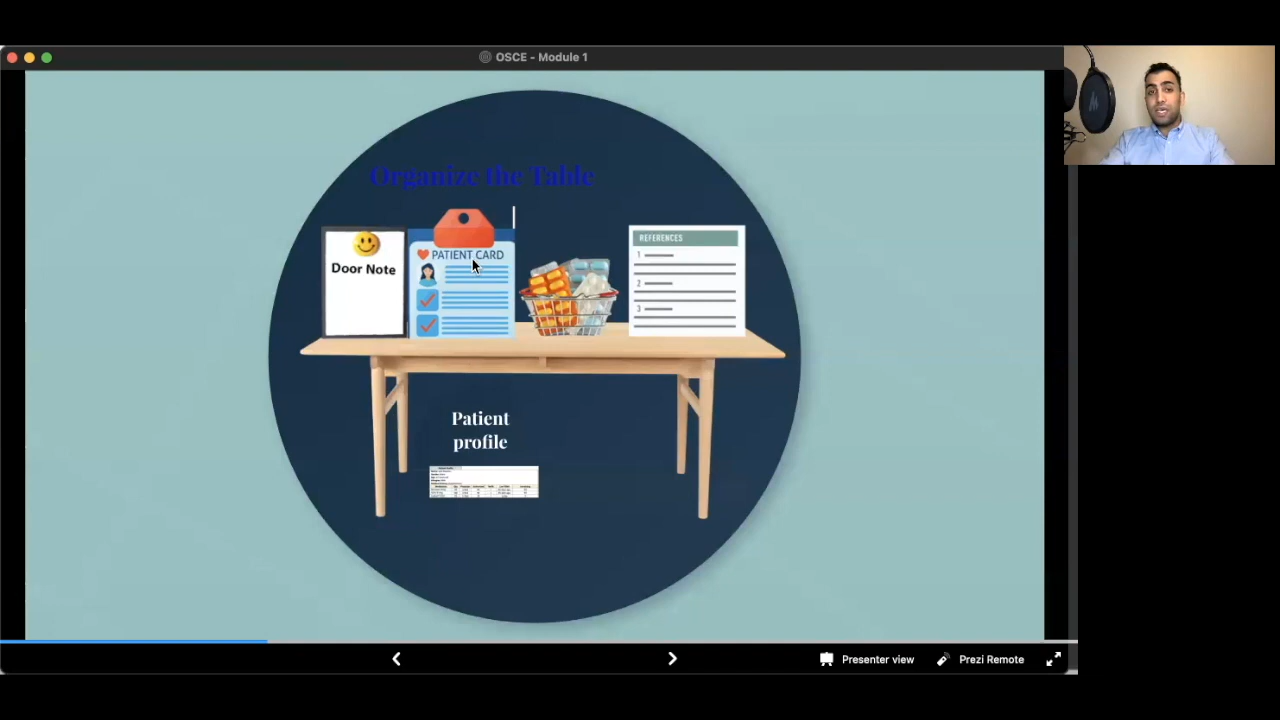 OSCE - Module 1
Organize the Table
Door Note
PATIENT CARD
REFERENCES
1
2
3
Patient
profile
Presenter view
Prezi Remote